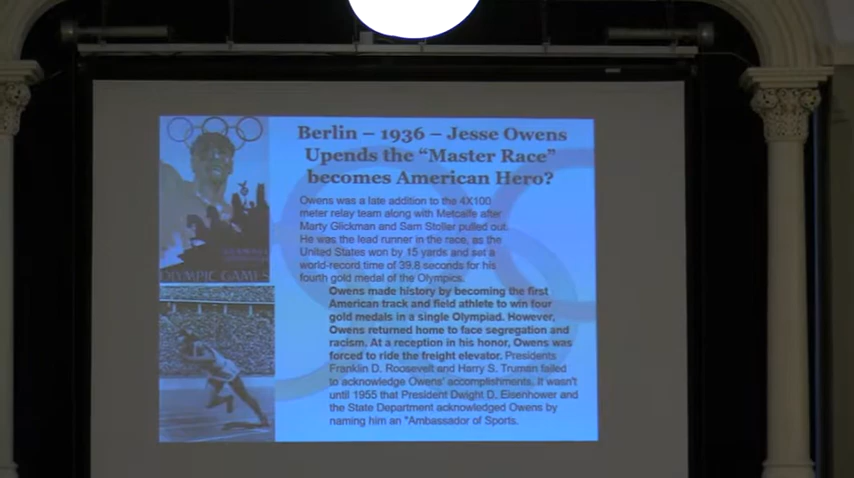 Berlin – 1936 – Jesse Owens
Upends the “Master Race”
becomes American Hero?
Owens was a late addition to the 4X100
meter relay team along with Metcalfe after
Marty Glickman and Sam Stoller pulled out.
He was the lead runner in the race, as the
United States won by 15 yards and set a
world-record time of 39.8 seconds for his
fourth gold medal of the Olympics.
Owens made history by becoming the first
American track and field athlete to win four
gold medals in a single Olympiad. However,
Owens returned home to face segregation and
racism. At a reception in his honor, Owens was
forced to ride the freight elevator. Presidents
Franklin D. Roosevelt and Harry S. Truman failed
to acknowledge Owens' accomplishments. It wasn't
until 1955 that President Dwight D. Eisenhower and
the State Department acknowledged Owens by
naming him an "Ambassador of Sports.
OLYMPIC GAMES